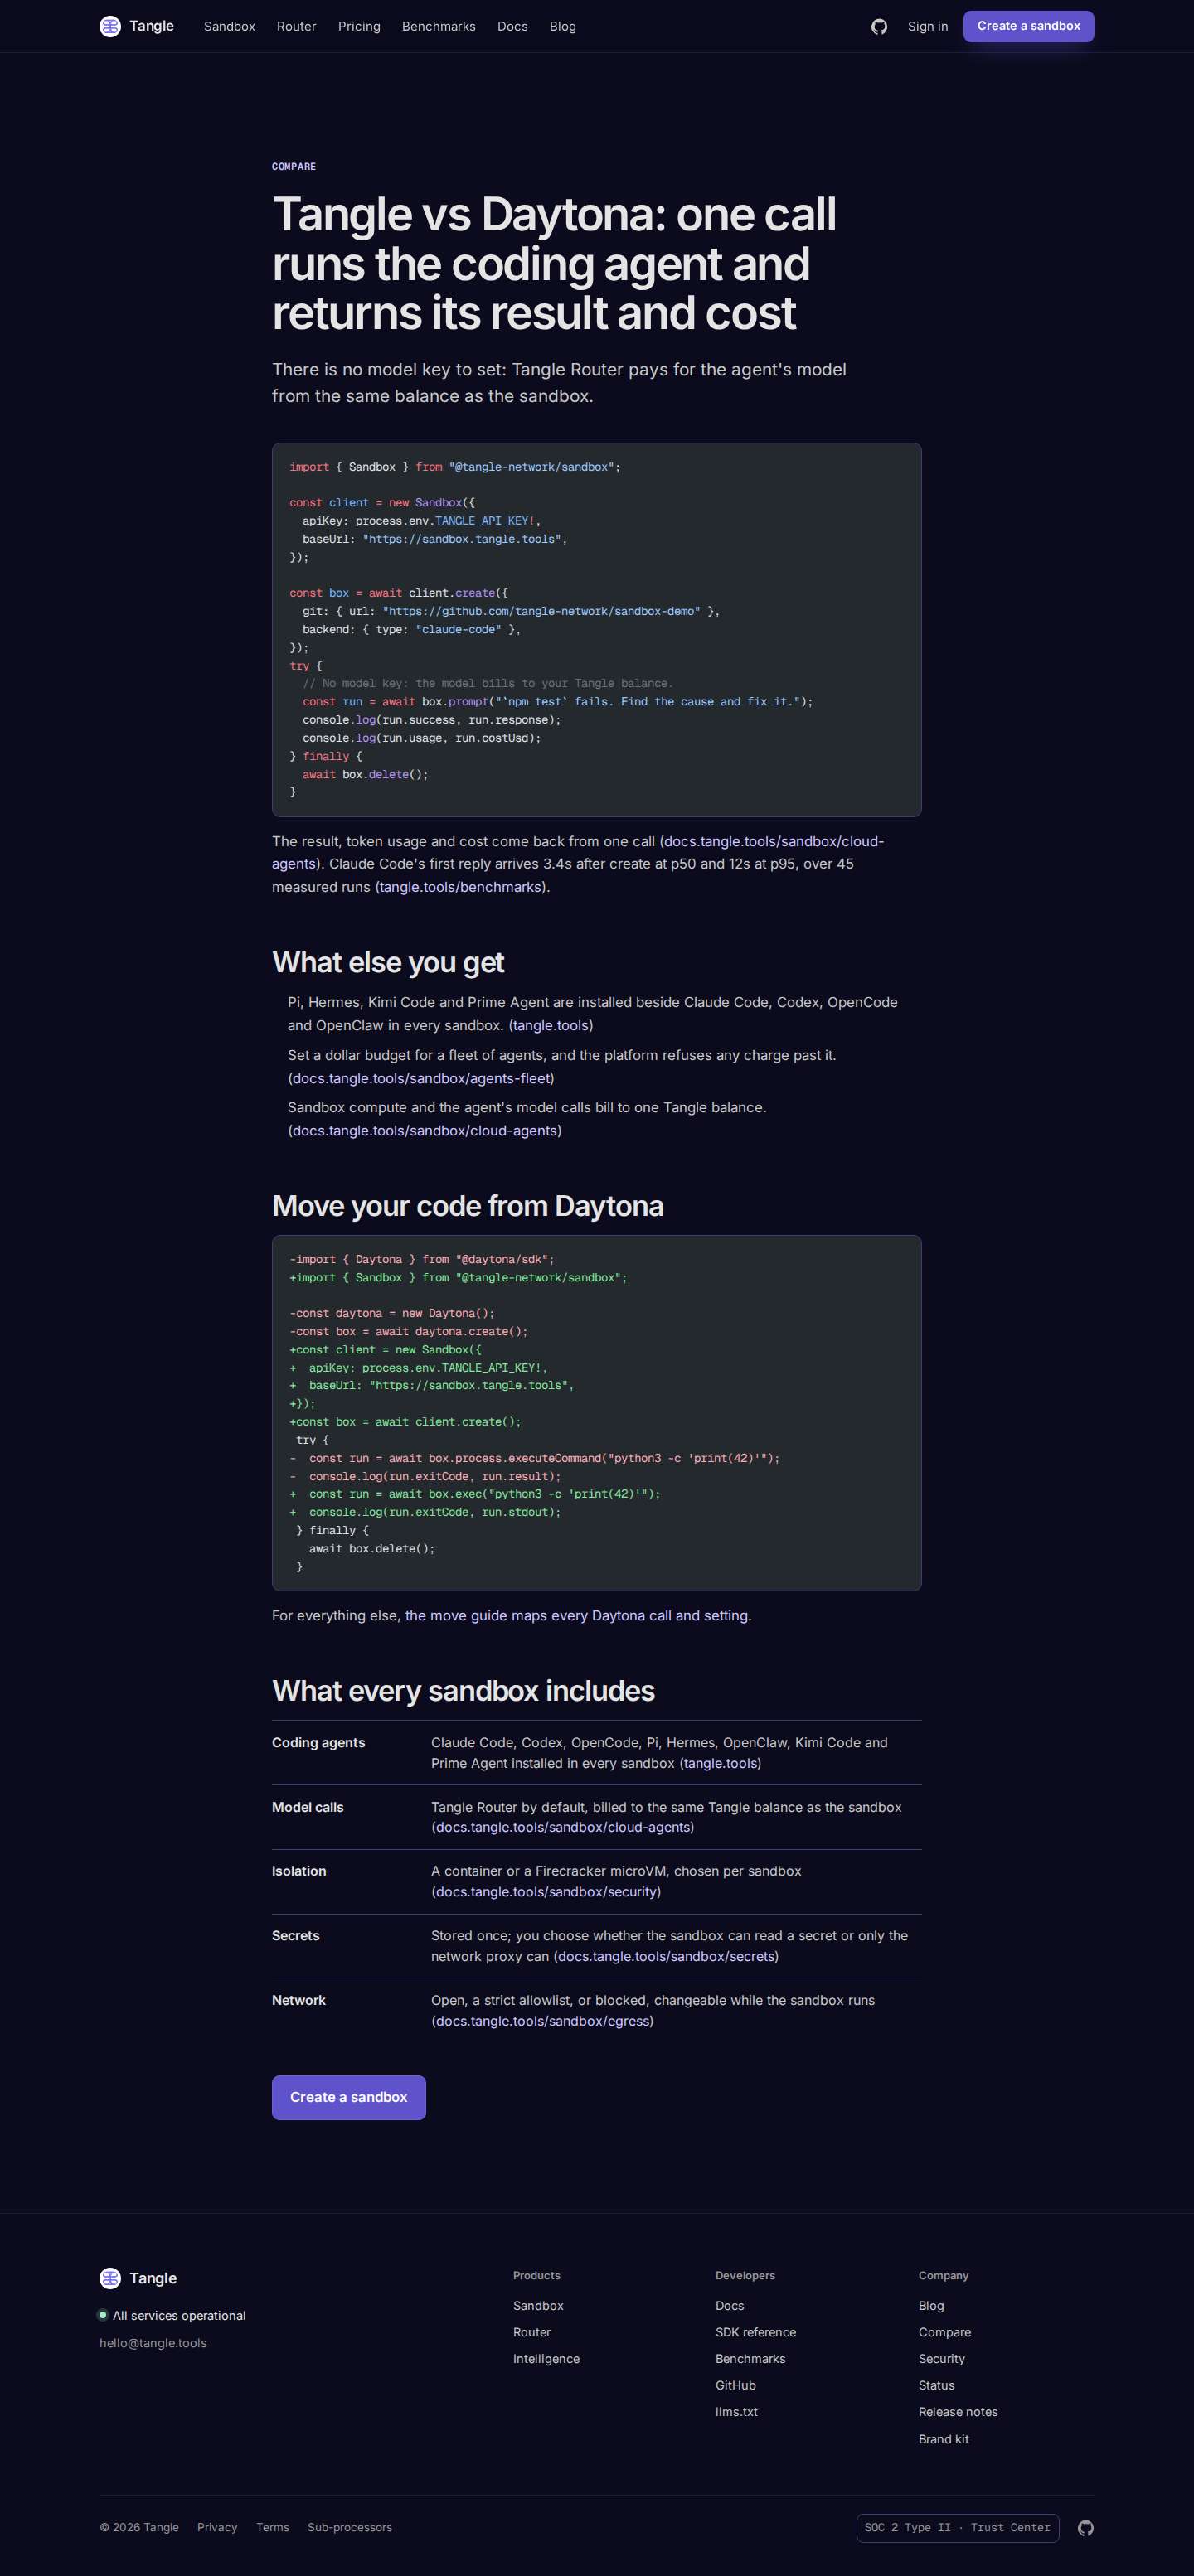 Tangle
Sandbox
Router
Pricing
Benchmarks
Docs
Blog
Sign in
Create a sandbox
COMPARE
Tangle vs Daytona: one call
runs the coding agent and
returns its result and cost
There is no model key to set: Tangle Router pays for the agent's model
from the same balance as the sandbox.
import { Sandbox } from "@tangle-network/sandbox";
const client = new Sandbox({
  apiKey: process.env.TANGLE_API_KEY!,
  baseUrl: "https://sandbox.tangle.tools",
});
const box = await client.create({
  git: { url: "https://github.com/tangle-network/sandbox-demo" },
  backend: { type: "claude-code" },
});
try {
  // No model key: the model bills to your Tangle balance.
  const run = await box.prompt("`npm test` fails. Find the cause and fix it.");
  console.log(run.success, run.response);
  console.log(run.usage, run.costUsd);
} finally {
  await box.delete();
}
The result, token usage and cost come back from one call (docs.tangle.tools/sandbox/cloud-
agents). Claude Code's first reply arrives 3.4s after create at p50 and 12s at p95, over 45
measured runs (tangle.tools/benchmarks).
What else you get
Pi, Hermes, Kimi Code and Prime Agent are installed beside Claude Code, Codex, OpenCode
and OpenClaw in every sandbox. (tangle.tools)
Set a dollar budget for a fleet of agents, and the platform refuses any charge past it.
(docs.tangle.tools/sandbox/agents-fleet)
Sandbox compute and the agent's model calls bill to one Tangle balance.
(docs.tangle.tools/sandbox/cloud-agents)
Move your code from Daytona
-import { Daytona } from "@daytona/sdk";
+import { Sandbox } from "@tangle-network/sandbox";
-const daytona = new Daytona();
-const box = await daytona.create();
+const client = new Sandbox({
+  apiKey: process.env.TANGLE_API_KEY!,
+  baseUrl: "https://sandbox.tangle.tools",
+});
+const box = await client.create();
 try {
-  const run = await box.process.executeCommand("python3 -c 'print(42)'");
-  console.log(run.exitCode, run.result);
+  const run = await box.exec("python3 -c 'print(42)'");
+  console.log(run.exitCode, run.stdout);
 } finally {
   await box.delete();
 }
For everything else, the move guide maps every Daytona call and setting.
What every sandbox includes
Coding agents
Claude Code, Codex, OpenCode, Pi, Hermes, OpenClaw, Kimi Code and
Prime Agent installed in every sandbox (tangle.tools)
Model calls
Tangle Router by default, billed to the same Tangle balance as the sandbox
(docs.tangle.tools/sandbox/cloud-agents)
Isolation
A container or a Firecracker microVM, chosen per sandbox
(docs.tangle.tools/sandbox/security)
Secrets
Stored once; you choose whether the sandbox can read a secret or only the
network proxy can (docs.tangle.tools/sandbox/secrets)
Network
Open, a strict allowlist, or blocked, changeable while the sandbox runs
(docs.tangle.tools/sandbox/egress)
Create a sandbox
Tangle
All services operational
hello@tangle.tools
Products
Sandbox
Router
Intelligence
Developers
Docs
SDK reference
Benchmarks
GitHub
llms.txt
Company
Blog
Compare
Security
Status
Release notes
Brand kit
© 2026 Tangle
Privacy
Terms
Sub-processors
SOC 2 Type II · Trust Center